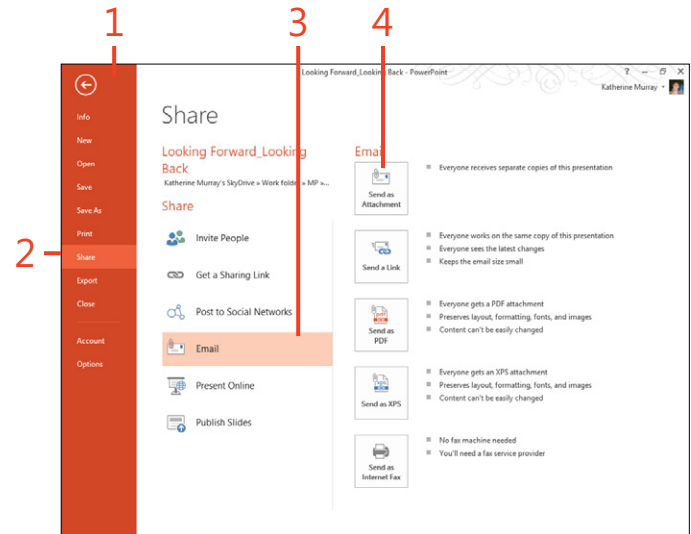 1
3
4
2
Looking Forward_Looking Back - PowerPoint
?
Katherine Murray
Info
New
Open
Save
Save As
Print
Share
Export
Close
Account
Options
Share
Looking Forward_Looking
Back
Katherine Murray's SkyDrive » Work folder » MP »...
Share
Invite People
Get a Sharing Link
Post to Social Networks
Email
Present Online
Publish Slides
Email
Send as
Attachment
Everyone receives separate copies of this presentation
Send a Link
Everyone works on the same copy of this presentation
Everyone sees the latest changes
Keeps the email size small
Send as
PDF
Everyone gets a PDF attachment
Preserves layout, formatting, fonts, and images
Content can't be easily changed
Send as XPS
Everyone gets an XPS attachment
Preserves layout, formatting, fonts, and images
Content can't be easily changed
Send as
Internet Fax
No fax machine needed
You'll need a fax service provider